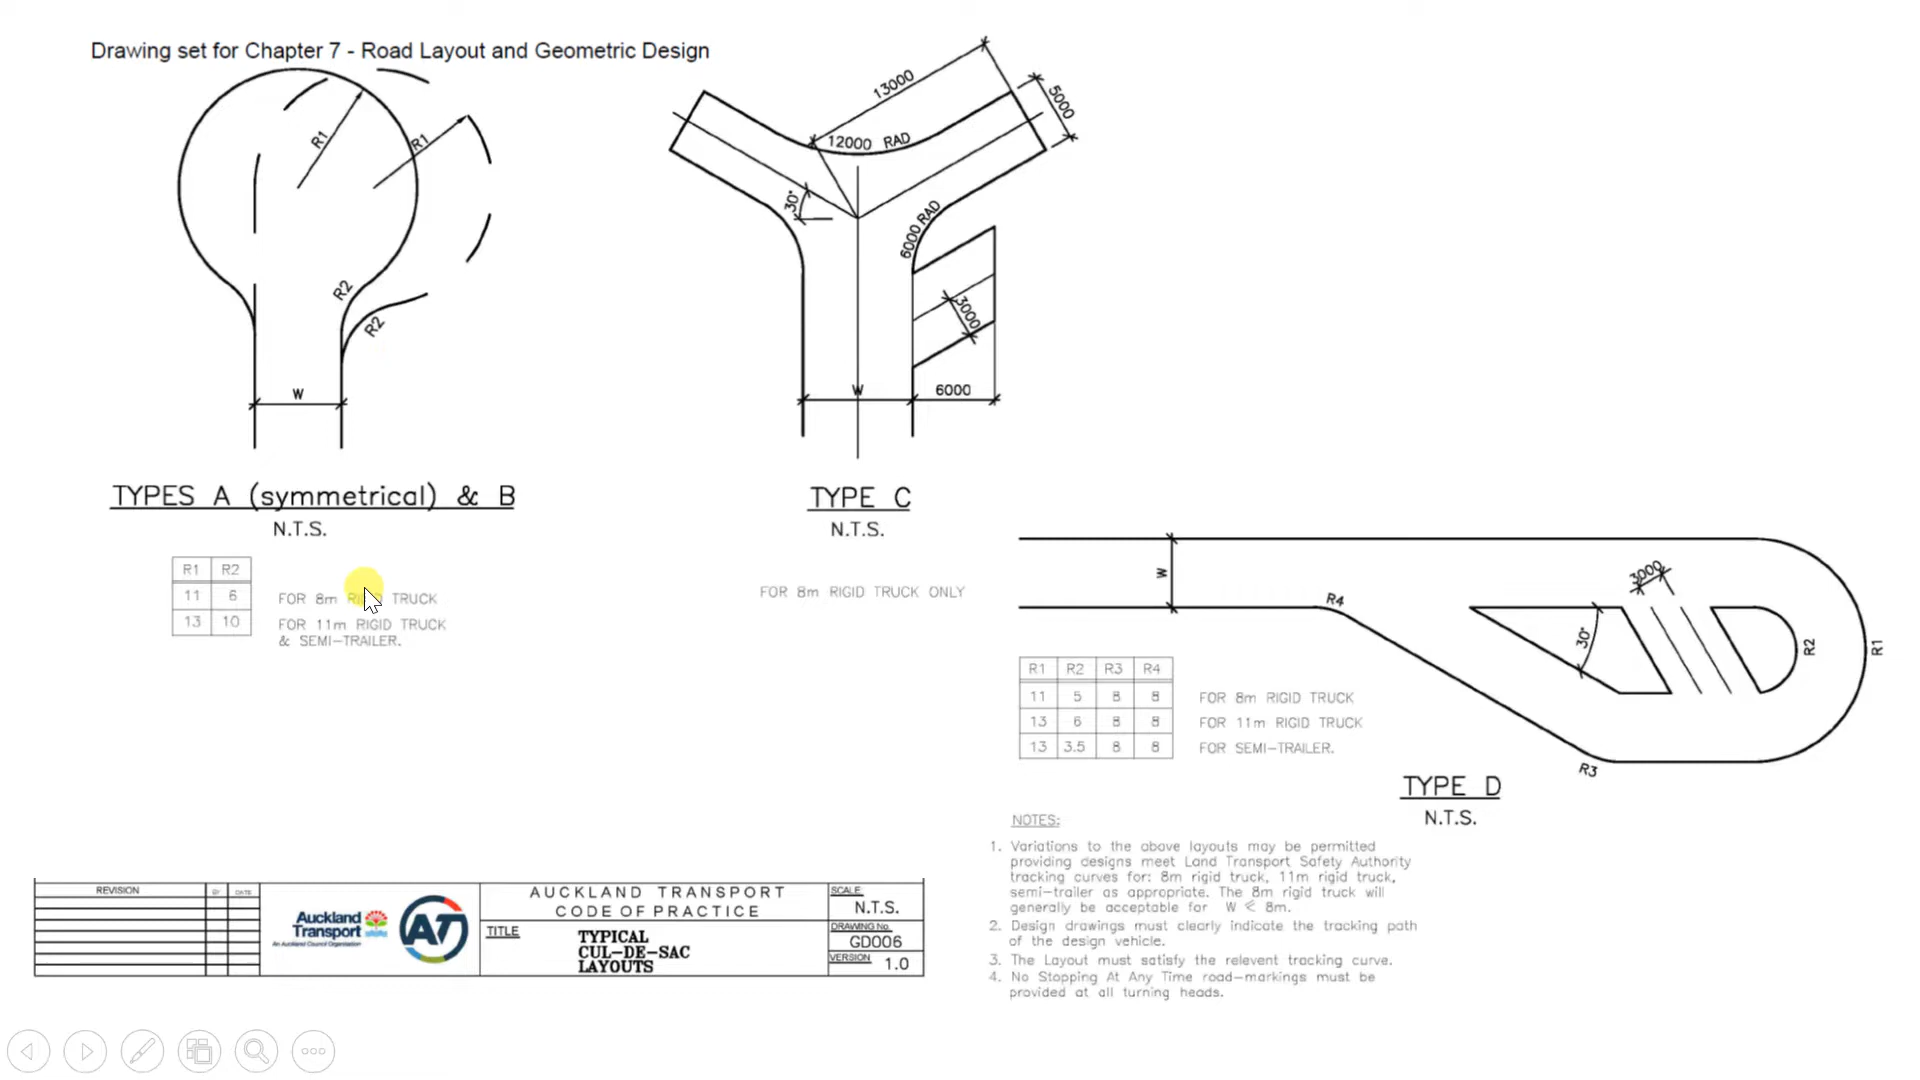 Drawing set for Chapter 7 - Road Layout and Geometric Design
R1
R1
R2
R2
W
TYPES A (symmetrical) & B
N.T.S.
R1 R2
11 6 FOR 8m RIGID TRUCK
13 10 FOR 11m RIGID TRUCK
& SEMI-TRAILER.
13000
5000
12000 RAD
30°
6000 RAD
3000
W
6000
TYPE C
N.T.S.
FOR 8m RIGID TRUCK ONLY
W
R4
3000
30°
R2
R1
R3
R1 R2 R3 R4
11 5 8 8 FOR 8m RIGID TRUCK
13 6 8 8 FOR 11m RIGID TRUCK
13 3.5 8 8 FOR SEMI-TRAILER.
TYPE D
N.T.S.
NOTES:
1. Variations to the above layouts may be permitted
providing designs meet Land Transport Safety Authority
tracking curves for: 8m rigid truck, 11m rigid truck,
semi-trailer as appropriate. The 8m rigid truck will
generally be acceptable for W ≤ 8m.
2. Design drawings must clearly indicate the tracking path
of the design vehicle.
3. The Layout must satisfy the relevent tracking curve.
4. No Stopping At Any Time road-markings must be
provided at all turning heads.
REVISION BY DATE
Auckland
Transport
An Auckland Council Organisation
AT
AUCKLAND TRANSPORT
CODE OF PRACTICE
TITLE
TYPICAL
CUL-DE-SAC
LAYOUTS
SCALE
N.T.S.
DRAWING No.
GD006
VERSION 1.0